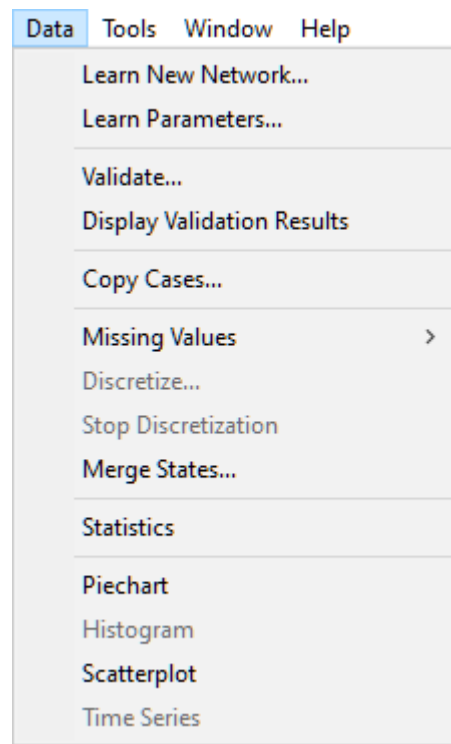 Data Tools Window Help
Learn New Network...
Learn Parameters...
Validate...
Display Validation Results
Copy Cases...
Missing Values
Discretize...
Stop Discretization
Merge States...
Statistics
Piechart
Histogram
Scatterplot
Time Series